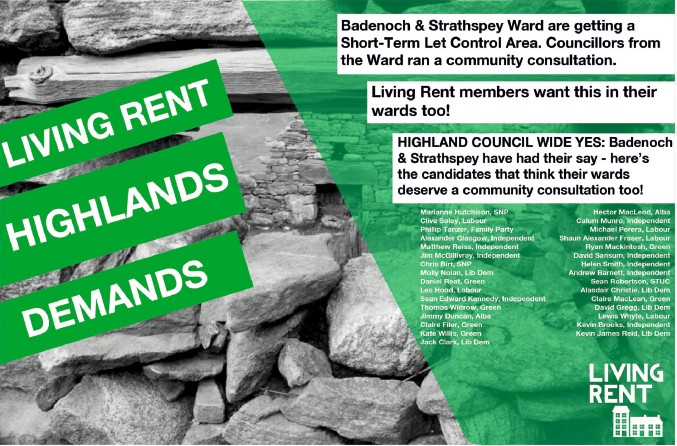 LIVING RENT
HIGHLANDS
DEMANDS
Badenoch & Strathspey Ward are getting a
Short-Term Let Control Area. Councillors from
the Ward ran a community consultation.
Living Rent members want this in their
wards too!
HIGHLAND COUNCIL WIDE YES: Badenoch
& Strathspey have had their say - here's
the candidates that think their wards
deserve a community consultation too!
Marianne Hutchison, SNP
Clive Soley, Labour
Phillip Tanzer, Family Party
Alexander Glasgow, Independent
Matthew Reiss, Independent
Jim McGillivray, Independent
Chris Birt, SNP
Molly Nolan, Lib Dem
Daniel Reat, Green
Les Hood, Labour
Sean Edward Kennedy, Independent
Thomas Widrow, Green
Jimmy Duncan, Alba
Claire Filer, Green
Kate Willis, Green
Jack Clark, Lib Dem
Hector MacLeod, Alba
Calum Munro, Independent
Michael Perera, Labour
Shaun Alexander Fraser, Labour
Ryan Mackintosh, Green
David Sansum, Independent
Helen Smith, Independent
Andrew Barnett, Independent
Sean Robertson, STUC
Alasdair Christie, Lib Dem
Claire MacLean, Green
David Gregg, Lib Dem
Lewis Whyte, Labour
Kevin Brooks, Independent
Kevin James Reid, Lib Dem
LIVING
RENT